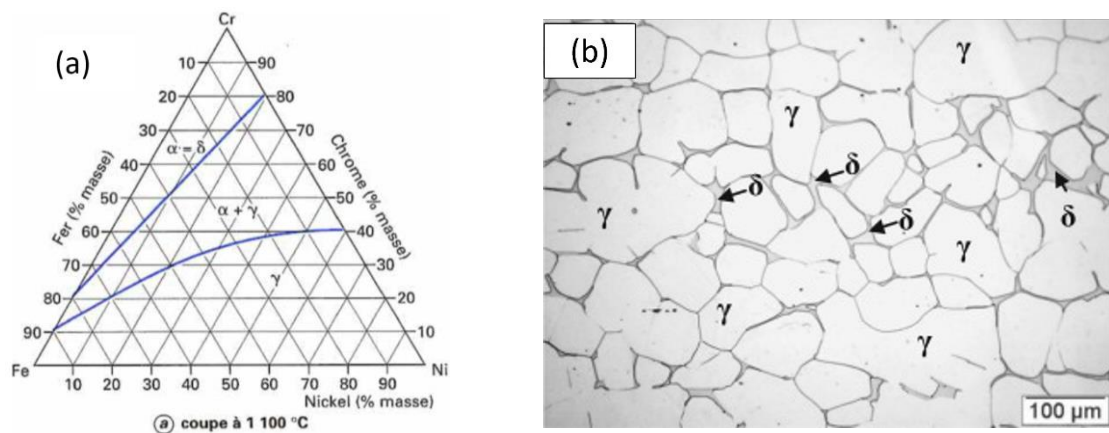 (a)
Cr
10 90
20 80
30 α = δ 70
40 60
50 50
60 α + γ 40
70 γ 30
80 20
90 10
Fer (% masse)
Chrome (% masse)
Fe Ni
10 20 30 40 50 60 70 80 90
Nickel (% masse)
a coupe à 1 100 °C
(b)
γ
γ
δ
δ
γ δ δ
γ
γ
γ
100 µm